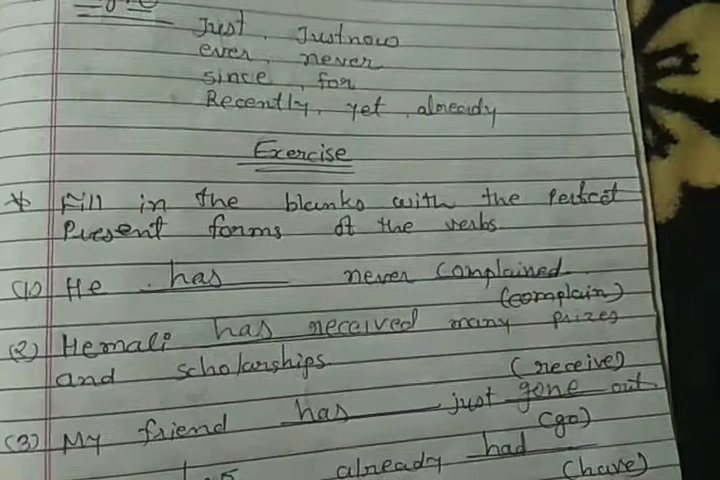 Just, Justnow
ever, never
since, for
Recently, yet, already
Exercise
* Fill in the blanks with the Perfect
Present forms of the verbs.
(1) He has never complained.
(complain)
(2) Hemali has received many prizes
and scholarships (receive)
(3) My friend has just gone out.
(go)
already had
(have)